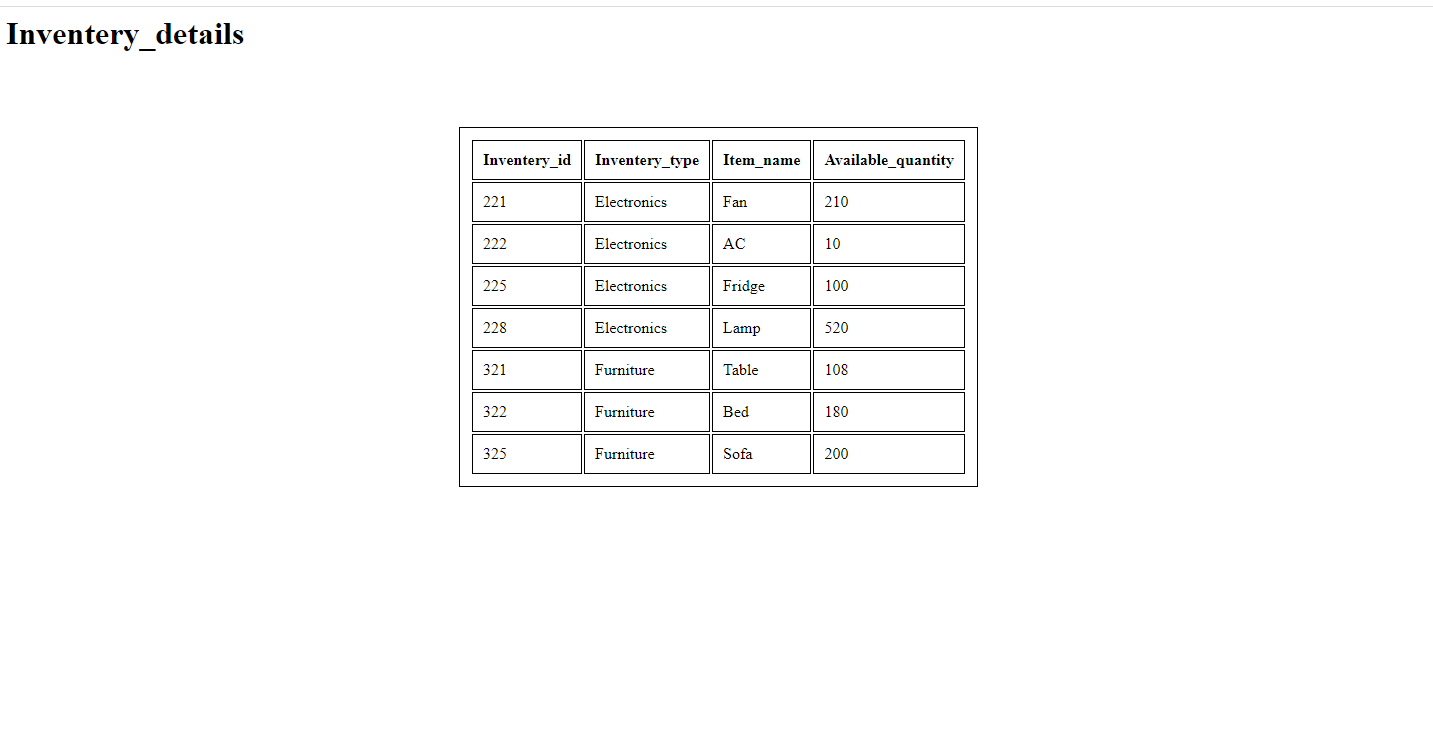 Inventery_details
Inventery_id Inventery_type Item_name Available_quantity
221 Electronics Fan 210
222 Electronics AC 10
225 Electronics Fridge 100
228 Electronics Lamp 520
321 Furniture Table 108
322 Furniture Bed 180
325 Furniture Sofa 200